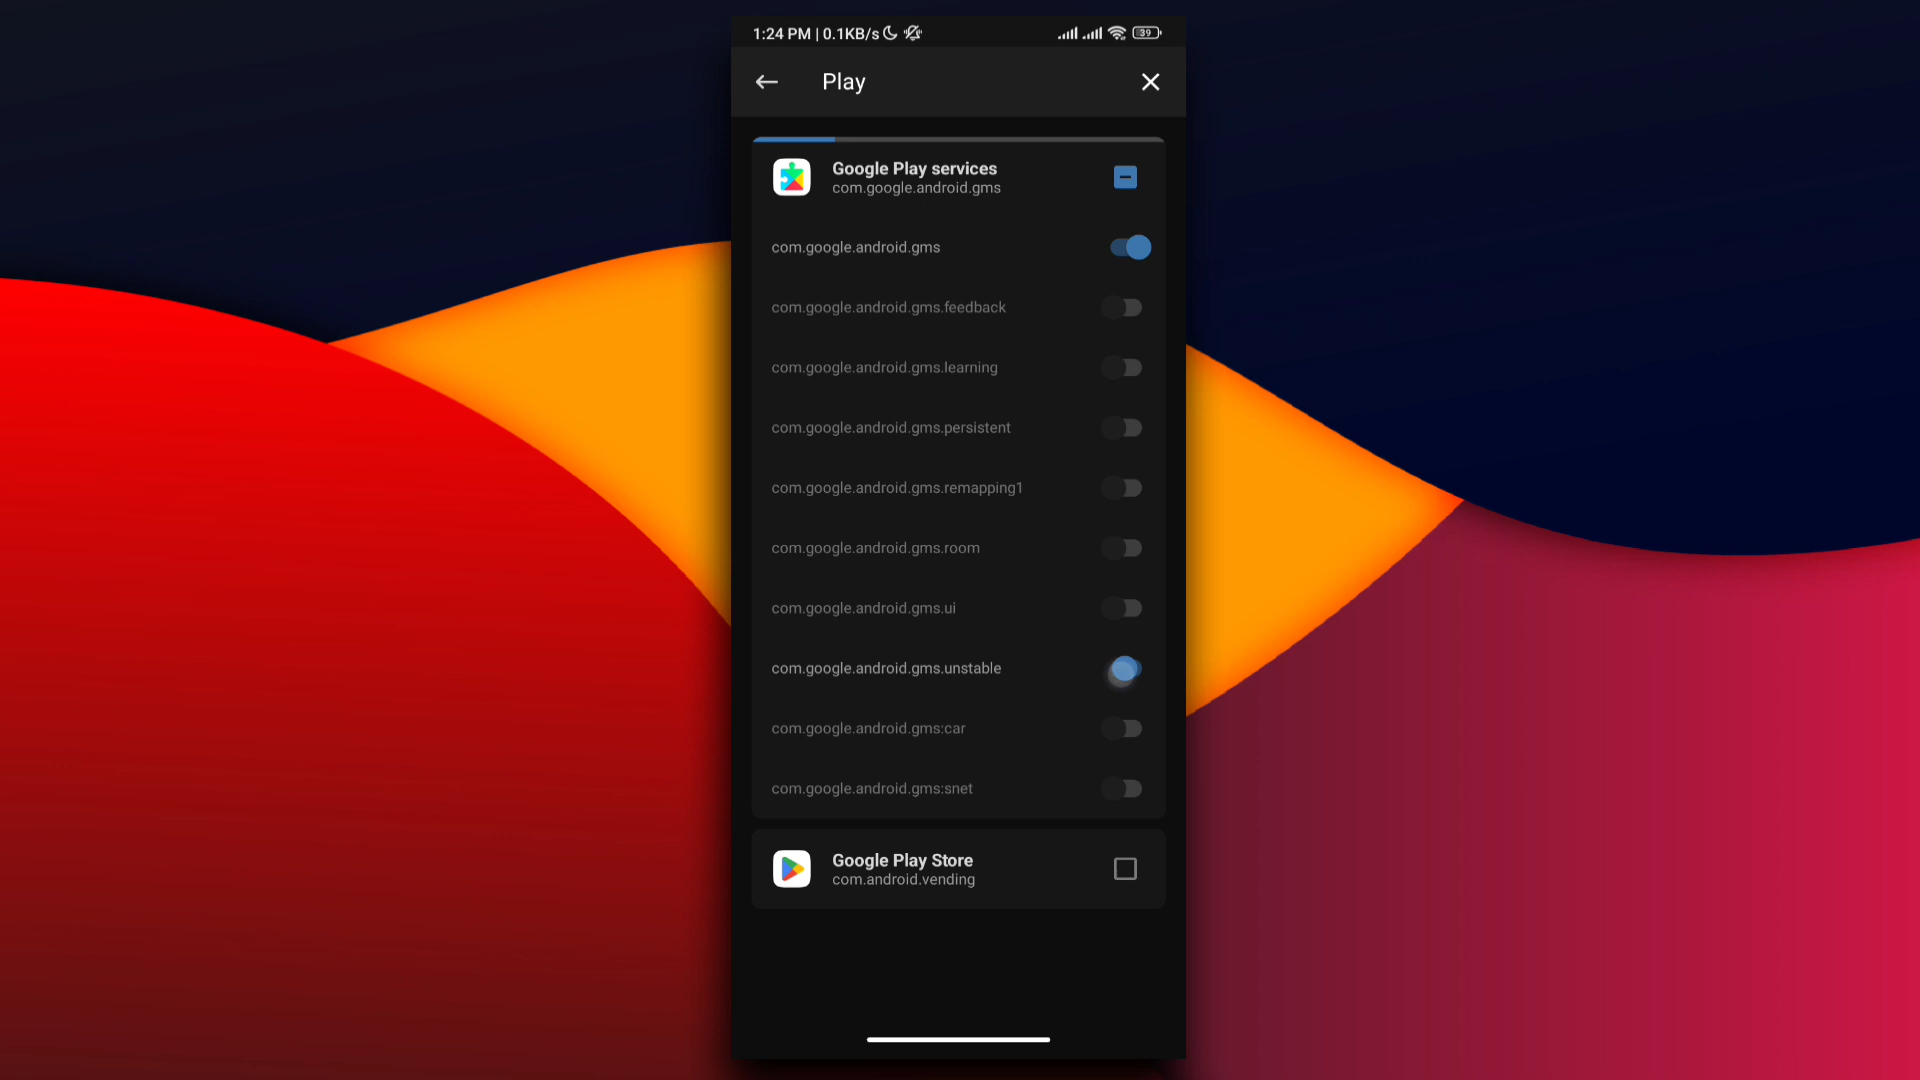 1:24 PM | 0.1KB/s
39
Play
Google Play services
com.google.android.gms
com.google.android.gms
com.google.android.gms.feedback
com.google.android.gms.learning
com.google.android.gms.persistent
com.google.android.gms.remapping1
com.google.android.gms.room
com.google.android.gms.ui
com.google.android.gms.unstable
com.google.android.gms:car
com.google.android.gms:snet
Google Play Store
com.android.vending